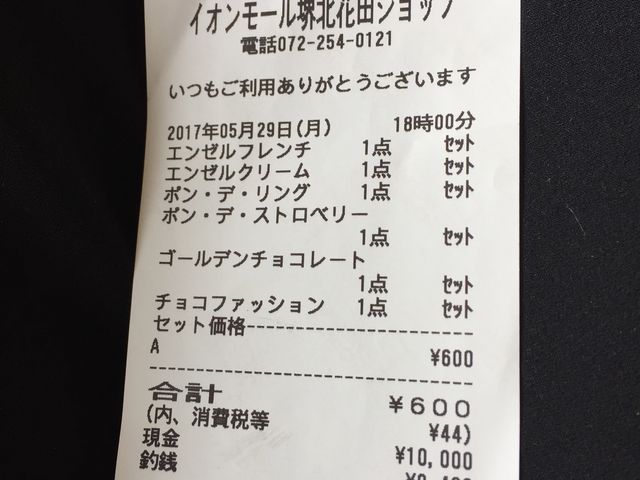 イオンモール堺北花田ショップ
電話072-254-0121
いつもご利用ありがとうございます
2017年05月29日(月) 18時00分
エンゼルフレンチ 1点 ｾｯﾄ
エンゼルクリーム 1点 ｾｯﾄ
ポン・デ・リング 1点 ｾｯﾄ
ポン・デ・ストロベリー
1点 ｾｯﾄ
ゴールデンチョコレート
1点 ｾｯﾄ
チョコファッション 1点 ｾｯﾄ
セット価格------------------------
A ¥600
合計 ¥600
(内、消費税等 ¥44)
現金 ¥10,000
釣銭